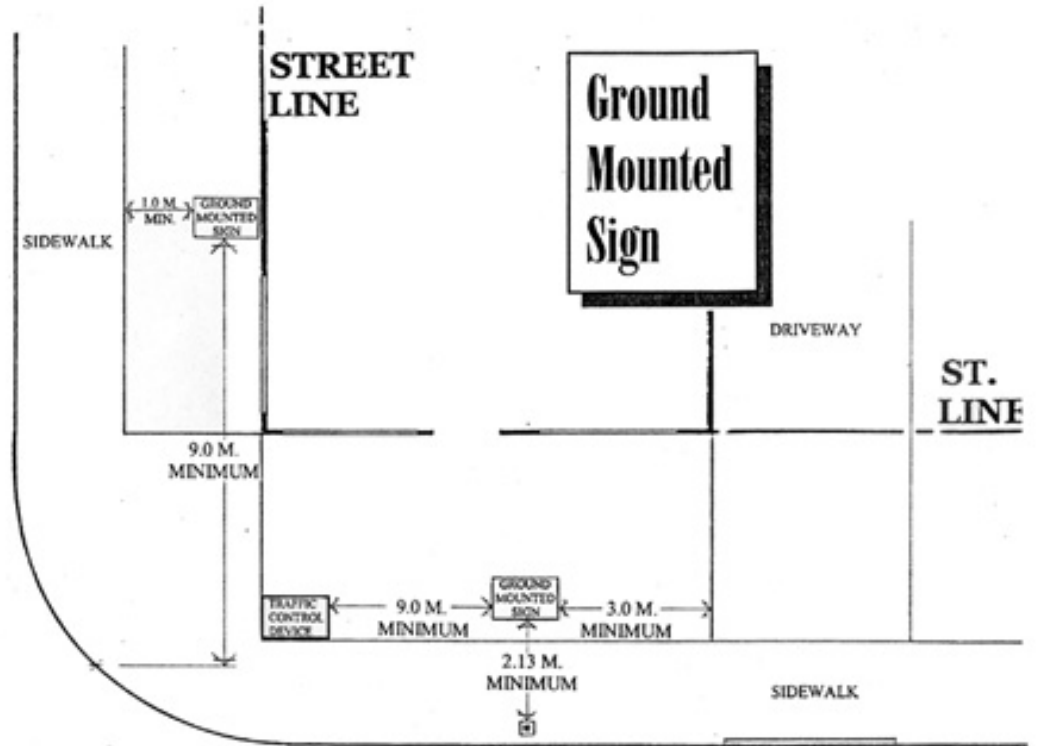 STREET
LINE
Ground
Mounted
Sign
1.0 M.
MIN.
GROUND
MOUNTED
SIGN
SIDEWALK
DRIVEWAY
ST.
LINE
9.0 M.
MINIMUM
TRAFFIC
CONTROL
DEVICE
9.0 M.
MINIMUM
GROUND
MOUNTED
SIGN
3.0 M.
MINIMUM
2.13 M.
MINIMUM
SIDEWALK